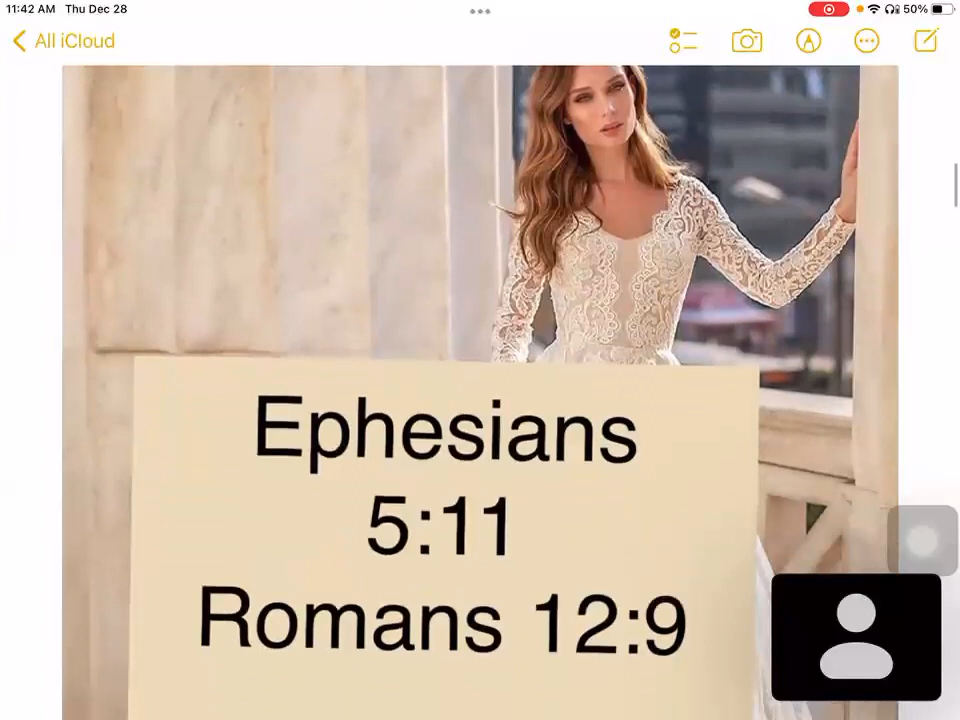 11:42 AM Thu Dec 28
50%
All iCloud
Ephesians
5:11
Romans 12:9